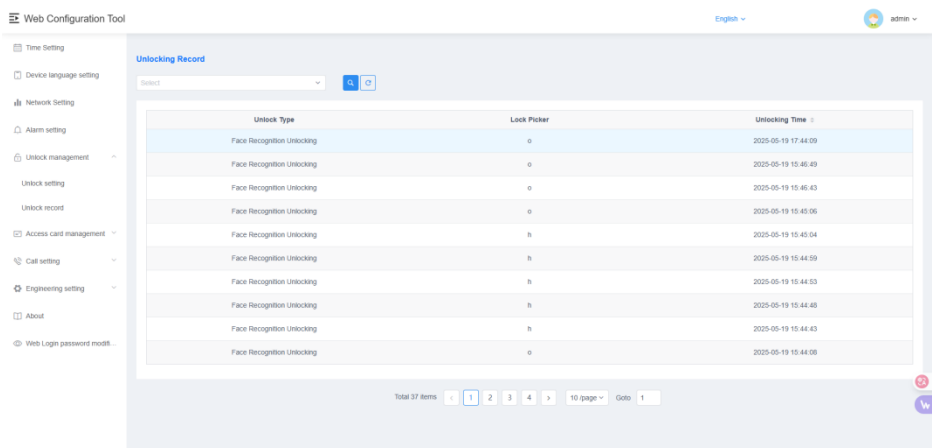 Web Configuration Tool
English
admin
Time Setting
Device language setting
Network Setting
Alarm setting
Unlock management
Unlock setting
Unlock record
Access card management
Call setting
Engineering setting
About
Web Login password modifi...
Unlocking Record
Select
Unlock Type Lock Picker Unlocking Time
Face Recognition Unlocking o 2025-05-19 17:44:09
Face Recognition Unlocking o 2025-05-19 15:46:49
Face Recognition Unlocking o 2025-05-19 15:46:43
Face Recognition Unlocking o 2025-05-19 15:45:06
Face Recognition Unlocking h 2025-05-19 15:45:04
Face Recognition Unlocking h 2025-05-19 15:44:59
Face Recognition Unlocking h 2025-05-19 15:44:53
Face Recognition Unlocking h 2025-05-19 15:44:48
Face Recognition Unlocking h 2025-05-19 15:44:43
Face Recognition Unlocking o 2025-05-19 15:44:08
Total 37 items < 1 2 3 4 > 10 /page Goto 1